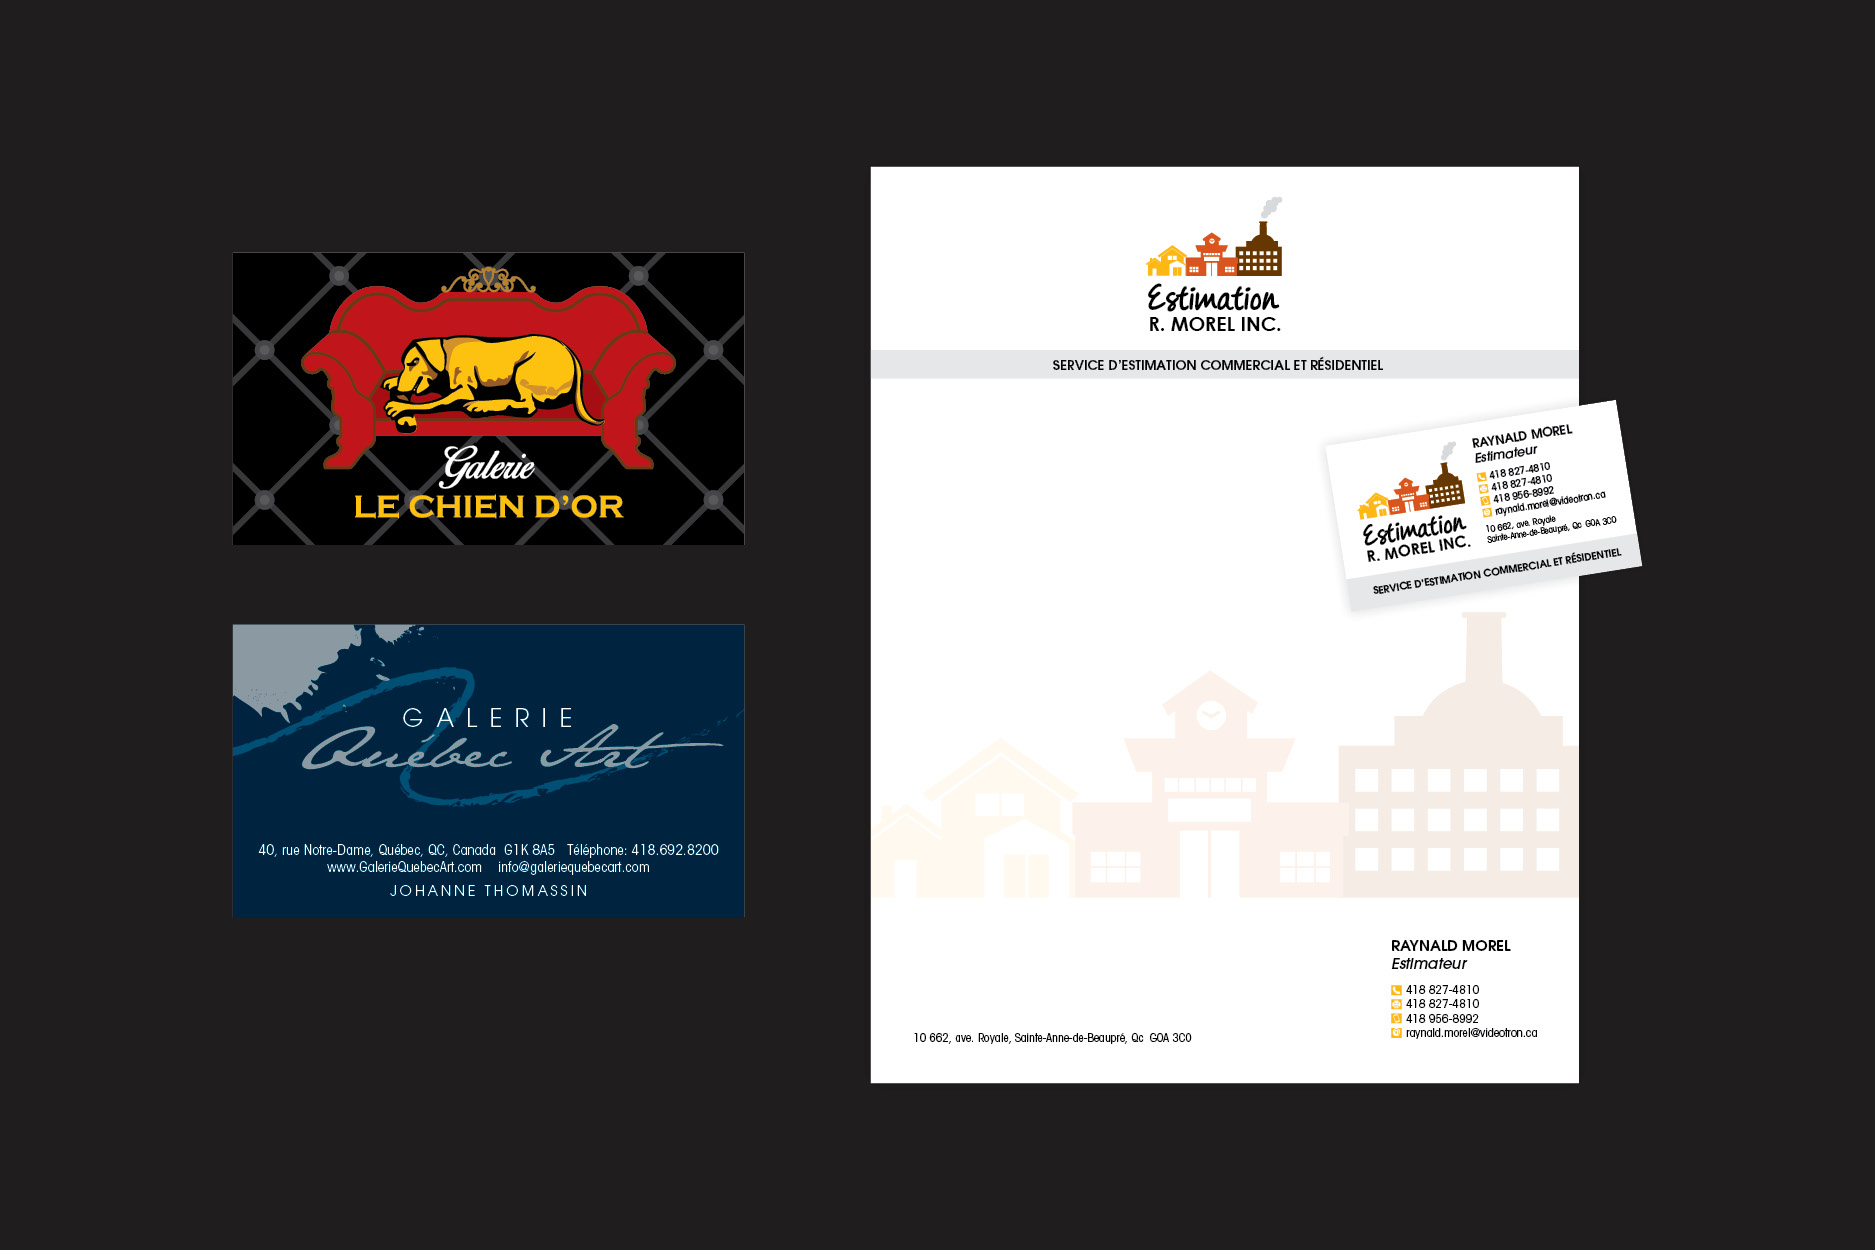 Galerie
LE CHIEN D'OR
GALERIE
Québec Art
40, rue Notre-Dame, Québec, QC, Canada G1K 8A5 Téléphone: 418.692.8200
www.GalerieQuebecArt.com info@galeriequebecart.com
JOHANNE THOMASSIN
Estimation
R. MOREL INC.
SERVICE D'ESTIMATION COMMERCIAL ET RÉSIDENTIEL
RAYNALD MOREL
Estimateur
418 827-4810
418 827-4810
418 956-8992
raynald.morel@videotron.ca
10 662, ave. Royale
Sainte-Anne-de-Beaupré, Qc G0A 3C0
Estimation
R. MOREL INC.
SERVICE D'ESTIMATION COMMERCIAL ET RÉSIDENTIEL
RAYNALD MOREL
Estimateur
418 827-4810
418 827-4810
418 956-8992
raynald.morel@videotron.ca
10 662, ave. Royale, Sainte-Anne-de-Beaupré, Qc G0A 3C0